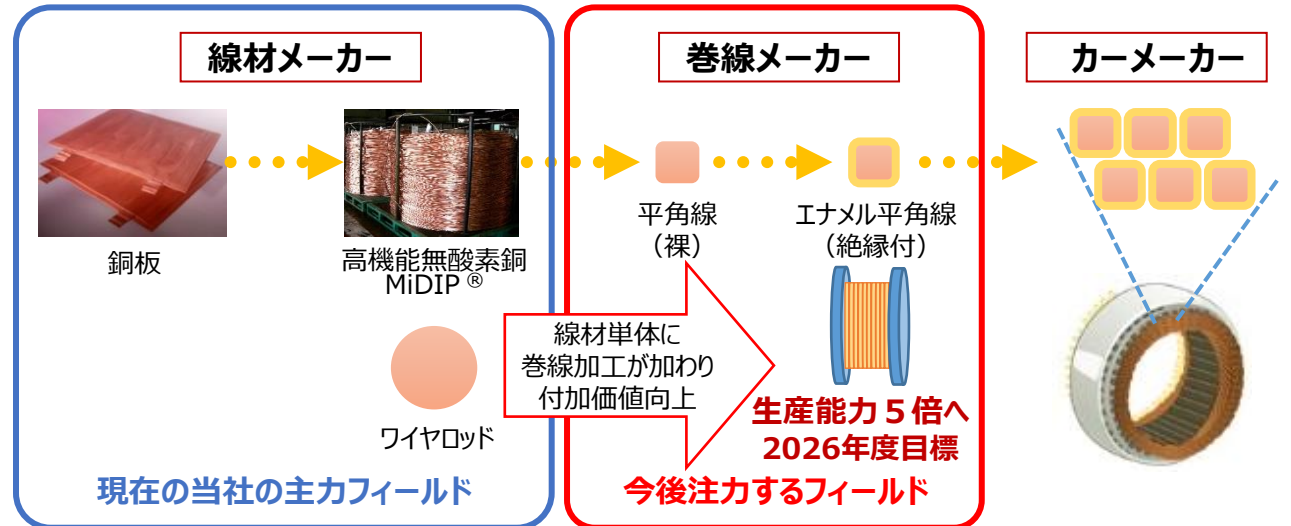 線材メーカー
巻線メーカー
カーメーカー
銅板
高機能無酸素銅
MiDIP®
平角線
（裸）
エナメル平角線
（絶縁付）
ワイヤロッド
線材単体に
巻線加工が加わり
付加価値向上
生産能力５倍へ
2026年度目標
現在の当社の主力フィールド
今後注力するフィールド